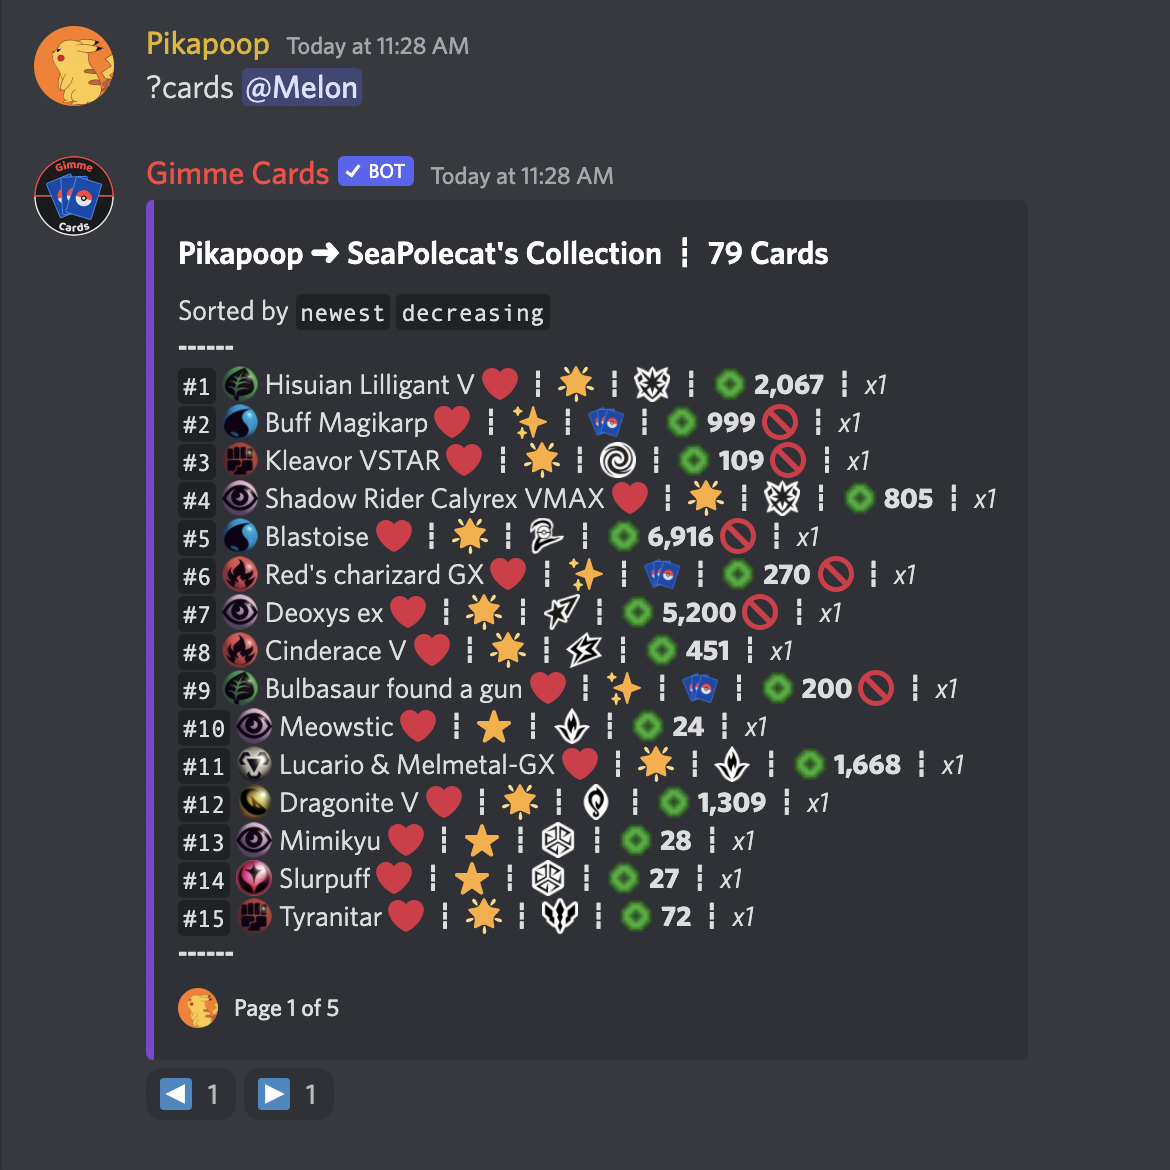 Pikapoop Today at 11:28 AM
?cards @Melon
Gimme
Cards
Gimme Cards ✓ BOT Today at 11:28 AM
Pikapoop ➜ SeaPolecat's Collection ┇ 79 Cards
Sorted by newest decreasing
------
#1 Hisuian Lilligant V ┇ ┇ ┇ 2,067 ┇ x1
#2 Buff Magikarp ┇ ┇ ┇ 999 ┇ x1
#3 Kleavor VSTAR ┇ ┇ ┇ 109 ┇ x1
#4 Shadow Rider Calyrex VMAX ┇ ┇ ┇ 805 ┇ x1
#5 Blastoise ┇ ┇ ┇ 6,916 ┇ x1
#6 Red's charizard GX ┇ ┇ ┇ 270 ┇ x1
#7 Deoxys ex ┇ ┇ ┇ 5,200 ┇ x1
#8 Cinderace V ┇ ┇ ┇ 451 ┇ x1
#9 Bulbasaur found a gun ┇ ┇ ┇ 200 ┇ x1
#10 Meowstic ┇ ┇ ┇ 24 ┇ x1
#11 Lucario & Melmetal-GX ┇ ┇ ┇ 1,668 ┇ x1
#12 Dragonite V ┇ ┇ ┇ 1,309 ┇ x1
#13 Mimikyu ┇ ┇ ┇ 28 ┇ x1
#14 Slurpuff ┇ ┇ ┇ 27 ┇ x1
#15 Tyranitar ┇ ┇ ┇ 72 ┇ x1
------
Page 1 of 5
1 1